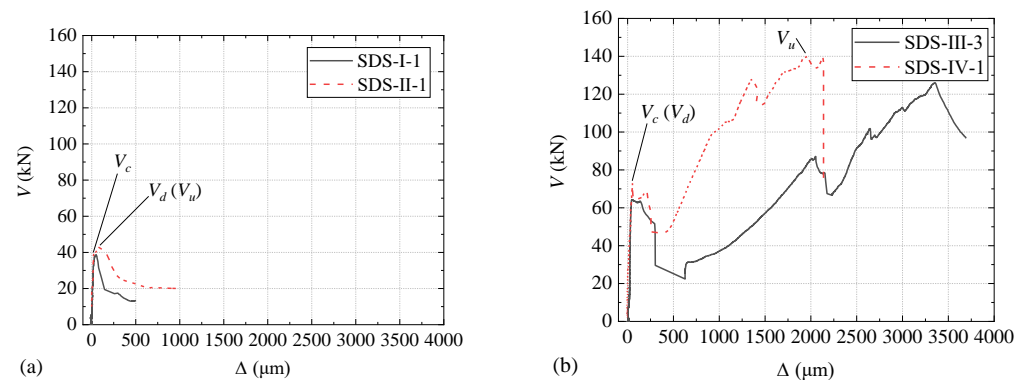 160
140
120
100
80
60
40
20
0
V (kN)
SDS-I-1
SDS-II-1
V_c
V_d (V_u)
0 500 1000 1500 2000 2500 3000 3500 4000
Δ (μm)
(a)
160
140
120
100
80
60
40
20
0
V (kN)
V_u
SDS-III-3
SDS-IV-1
V_c (V_d)
0 500 1000 1500 2000 2500 3000 3500 4000
Δ (μm)
(b)